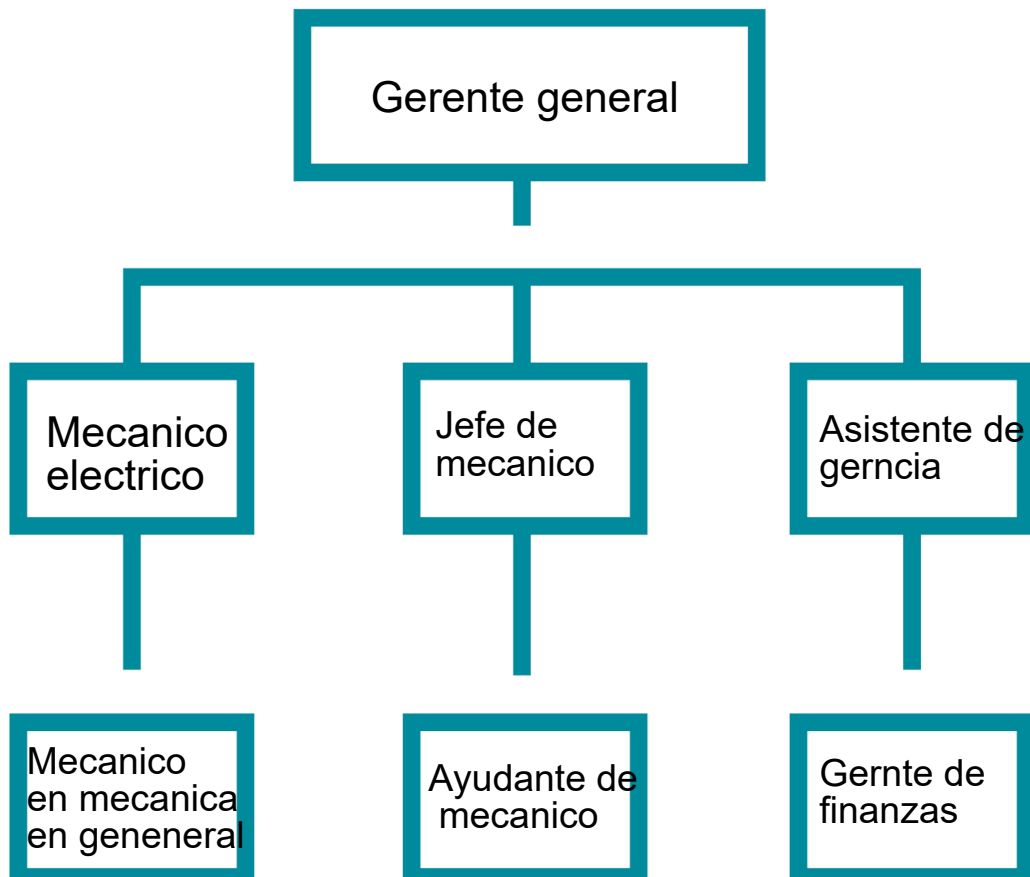 Gerente general
Mecanico
electrico
Jefe de
mecanico
Asistente de
gerncia
Mecanico
en mecanica
en geneneral
Ayudante de
mecanico
Gernte de
finanzas